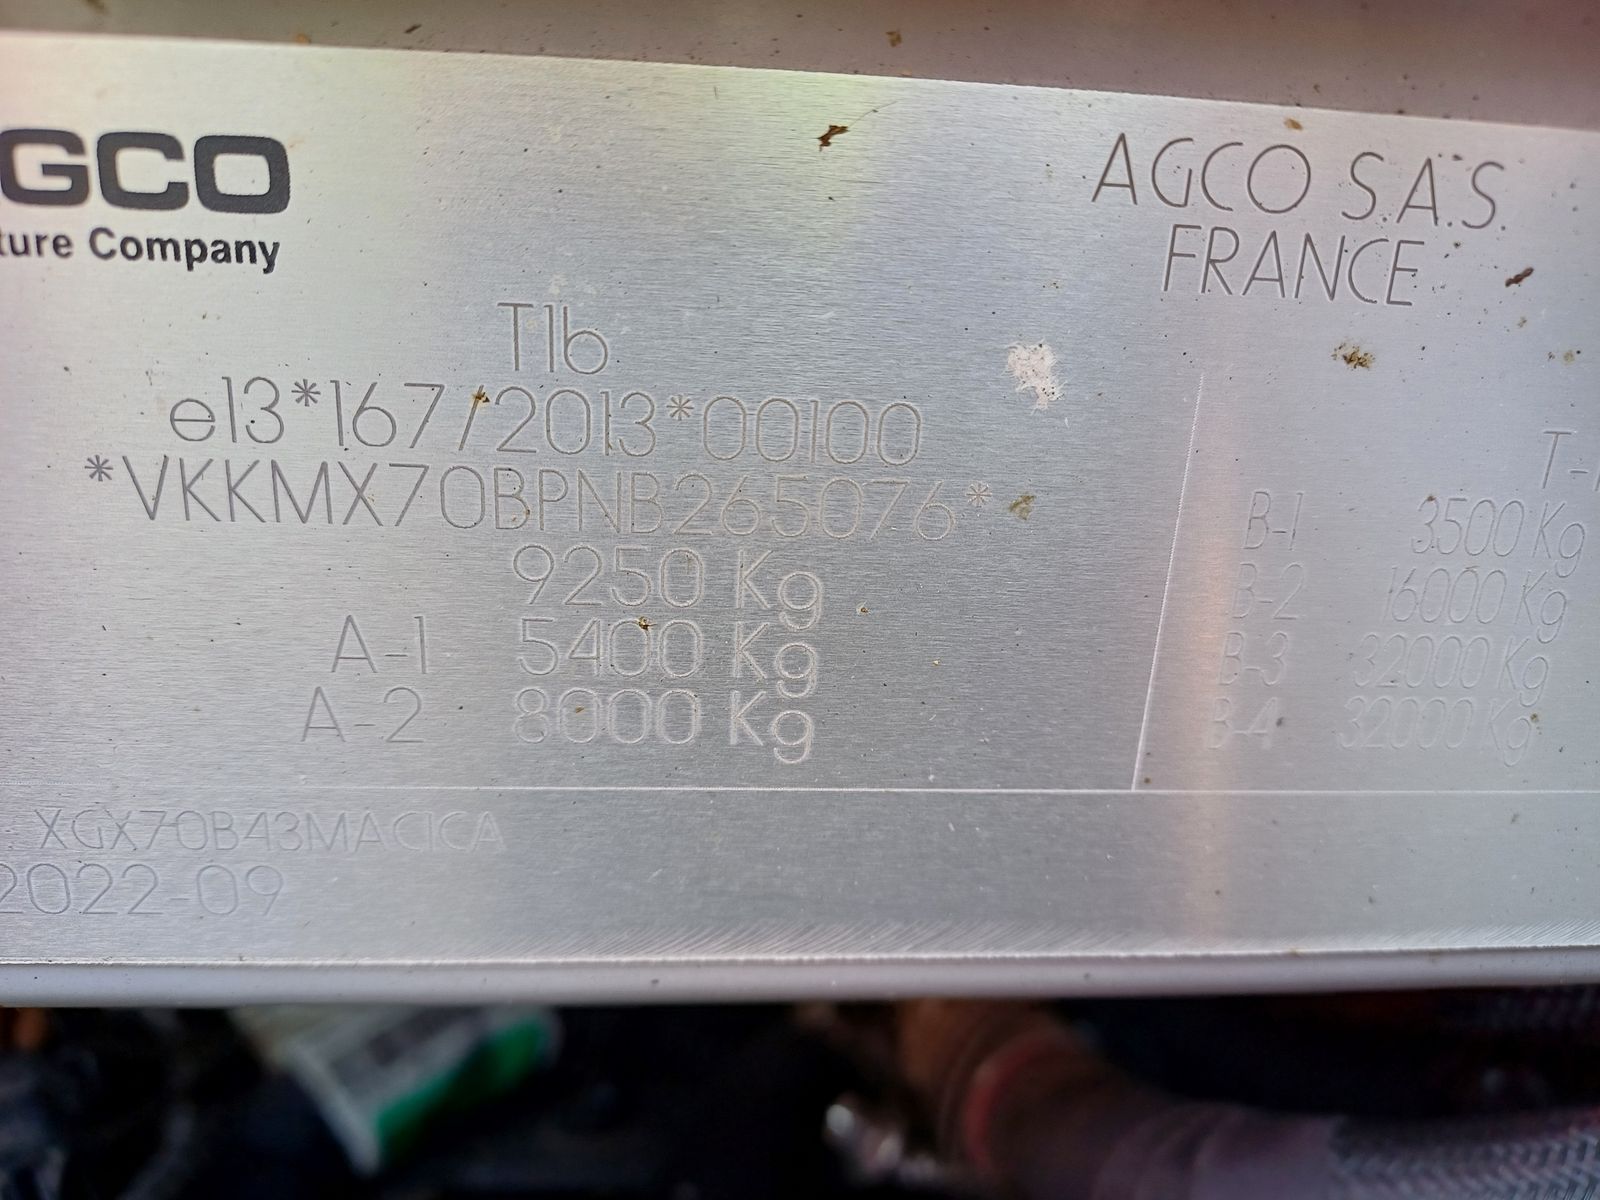 GCO
ture Company
AGCO S.A.S.
FRANCE
T1b
e13*167/2013*00100
*VKKMX70BPNB265076*
9250 Kg
A-1 5400 Kg
A-2 8000 Kg
T-
B-1 3500 Kg
B-2 16000 Kg
B-3 32000 Kg
B-4 32000 Kg
XGX70B43MACICA
2022-09